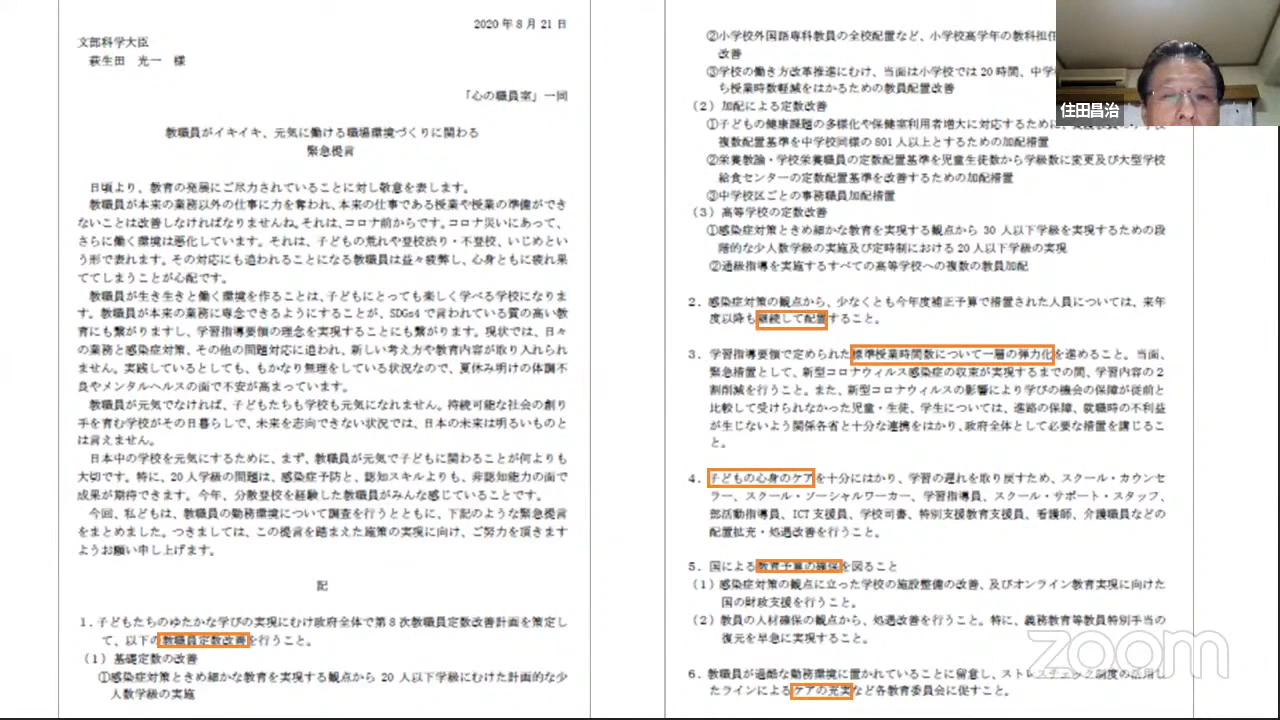 2020年8月21日
文部科学大臣
萩生田 光一 様
「心の職員室」一同
教職員がイキイキ、元気に働ける職場環境づくりに関わる
緊急提言
日頃より、教育の発展にご尽力されていることに対し敬意を表します。
教職員が本来の業務以外の仕事に力を奪われ、本来の仕事である授業や授業の準備ができ
ないことは改善しなければなりませんね。それは、コロナ前からです。コロナ災いにあって、
さらに働く環境は悪化しています。それは、子どもの荒れや登校渋り・不登校、いじめとい
う形で表れます。その対応にも追われることになる教職員は益々疲弊し、心身ともに疲れ果
ててしまうことが心配です。
教職員が生き生きと働く環境を作ることは、子どもにとっても楽しく学べる学校になりま
す。教職員が本来の業務に専念できるようにすることが、SDGs4で言われている質の高い教
育にも繋がりますし、学習指導要領の理念を実現することにも繋がります。現状では、日々
の業務と感染症対策、その他の問題対応に追われ、新しい考え方や教育内容が取り入れられ
ません。実践しているとしても、もかなり無理をしている状況なので、夏休み明けの体調不
良やメンタルヘルスの面で不安が高まっています。
教職員が元気でなければ、子どもたちも学校も元気になれません。持続可能な社会の創り
手を育む学校がその日暮らしで、未来を志向できない状況では、日本の未来は明るいものと
は言えません。
日本中の学校を元気にするために、まず、教職員が元気で子どもに関わることが何よりも
大切です。特に、20人学級の問題は、感染症予防と、認知スキルよりも、非認知能力の面で
成果が期待できます。今年、分散登校を経験した教職員がみんな感じていることです。
今回、私どもは、教職員の勤務環境について調査を行うとともに、下記のような緊急提言
をまとめました。つきましては、この提言を踏まえた施策の実現に向け、ご努力を頂きます
ようお願い申し上げます。
記
1．子どもたちのゆたかな学びの実現にむけ政府全体で第8次教職員定数改善計画を策定し
て、以下の教職員定数改善を行うこと。
（1）基礎定数の改善
①感染症対策ときめ細かな教育を実現する観点から20人以下学級にむけた計画的な少
人数学級の実施
②小学校外国語専科教員の全校配置など、小学校高学年の教科担任
改善
③学校の働き方改革推進にむけ、当面は小学校では20時間、中学
ち授業時数軽減をはかるための教員配置改善
（2）加配による定数改善
①子どもの健康課題の多様化や保健室利用者増大に対応するために、
複数配置基準を中学校同様の801人以上とするための加配措置
②栄養教諭・学校栄養職員の定数配置基準を児童生徒数から学級数に変更及び大型学校
給食センターの定数配置基準を改善するための加配措置
③中学校区ごとの事務職員加配措置
（3）高等学校の定数改善
①感染症対策ときめ細かな教育を実現する観点から30人以下学級を実現するための段
階的な少人数学級の実施及び定時制における20人以下学級の実現
②通級指導を実施するすべての高等学校への複数の教員加配
2．感染症対策の観点から、少なくとも今年度補正予算で措置された人員については、来年
度以降も継続して配置すること。
3．学習指導要領で定められた標準授業時間数について一層の弾力化を進めること。当面、
緊急措置として、新型コロナウィルス感染症の収束が実現するまでの間、学習内容の2
割削減を行うこと。また、新型コロナウィルスの影響により学びの機会の保障が従前と
比較して受けられなかった児童・生徒、学生については、進路の保障、就職時の不利益
が生じないよう関係各省と十分な連携をはかり、政府全体として必要な措置を講じるこ
と。
4．子どもの心身のケアを十分にはかり、学習の遅れを取り戻すため、スクール・カウンセ
ラー、スクール・ソーシャルワーカー、学習指導員、スクール・サポート・スタッフ、
部活動指導員、ICT支援員、学校司書、特別支援教育支援員、看護師、介護職員などの
配置拡充・処遇改善を行うこと。
5．国による教育予算の確保を図ること
（1）感染症対策の観点に立った学校の施設整備の改善、及びオンライン教育実現に向けた
国の財政支援を行うこと。
（2）教員の人材確保の観点から、処遇改善を行うこと。特に、義務教育等教員特別手当の
復元を早急に実現すること。
6．教職員が過酷な勤務環境に置かれていることに留意し、ストレスチェック制度の活用し
たラインによるケアの充実など各教育委員会に促すこと。
住田昌治
zoom